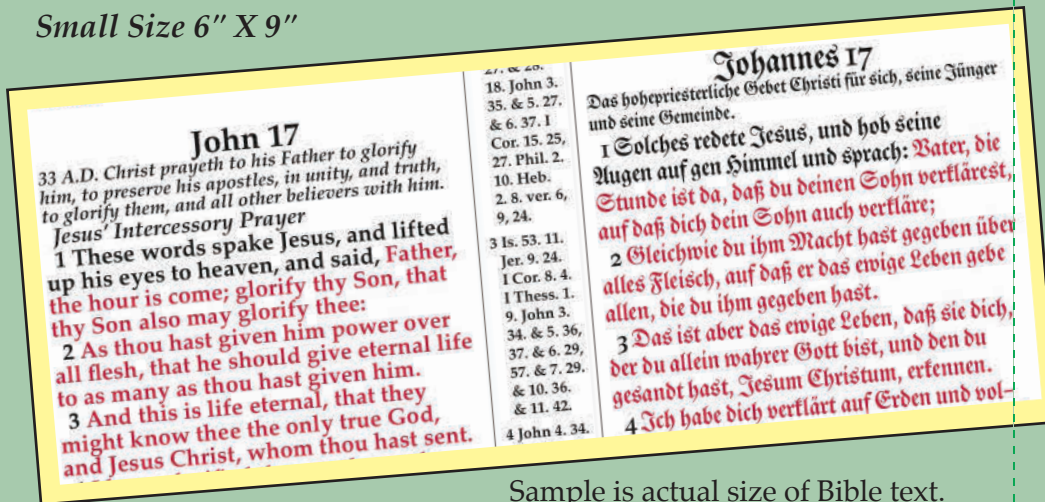 Small Size 6" X 9"
John 17
33 A.D. Christ prayeth to his Father to glorify
him, to preserve his apostles, in unity, and truth,
to glorify them, and all other believers with him.
Jesus' Intercessory Prayer
1 These words spake Jesus, and lifted
up his eyes to heaven, and said, Father,
the hour is come; glorify thy Son, that
thy Son also may glorify thee:
2 As thou hast given him power over
all flesh, that he should give eternal life
to as many as thou hast given him.
3 And this is life eternal, that they
might know thee the only true God,
and Jesus Christ, whom thou hast sent.
27. & 28.
18. John 3.
35. & 5. 27.
& 6. 37. I
Cor. 15. 25,
27. Phil. 2.
10. Heb.
2. 8. ver. 6,
9, 24.
3 Is. 53. 11.
Jer. 9. 24.
I Cor. 8. 4.
I Thess. 1.
9. John 3.
34. & 5. 36,
37. & 6. 29,
57. & 7. 29.
& 10. 36.
& 11. 42.
4 John 4. 34.
Johannes 17
Das hohepriesterliche Gebet Christi für sich, seine Jünger
und seine Gemeinde.
1 Solches redete Jesus, und hob seine
Augen auf gen Himmel und sprach: Vater, die
Stunde ist da, daß du deinen Sohn verklärest,
auf daß dich dein Sohn auch verkläre;
2 Gleichwie du ihm Macht hast gegeben über
alles Fleisch, auf daß er das ewige Leben gebe
allen, die du ihm gegeben hast.
3 Das ist aber das ewige Leben, daß sie dich,
der du allein wahrer Gott bist, und den du
gesandt hast, Jesum Christum, erkennen.
4 Ich habe dich verklärt auf Erden und vol-
Sample is actual size of Bible text.